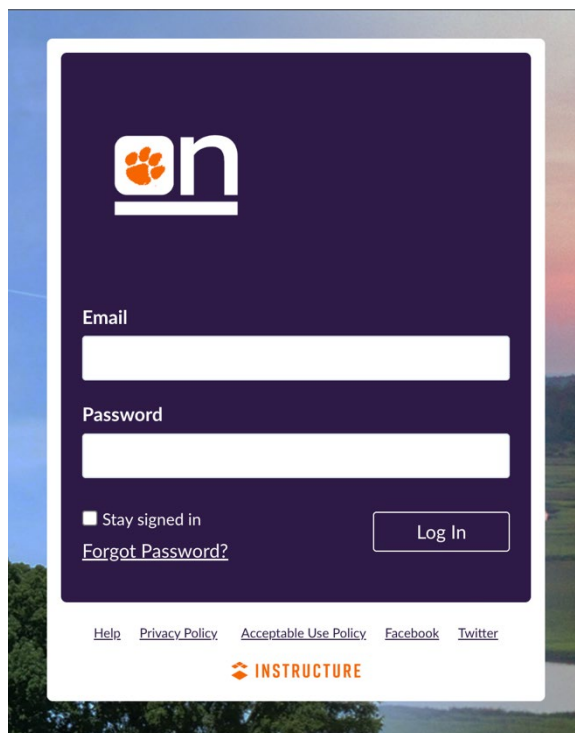 on
Email
Password
Stay signed in
Log In
Forgot Password?
Help Privacy Policy Acceptable Use Policy Facebook Twitter
INSTRUCTURE